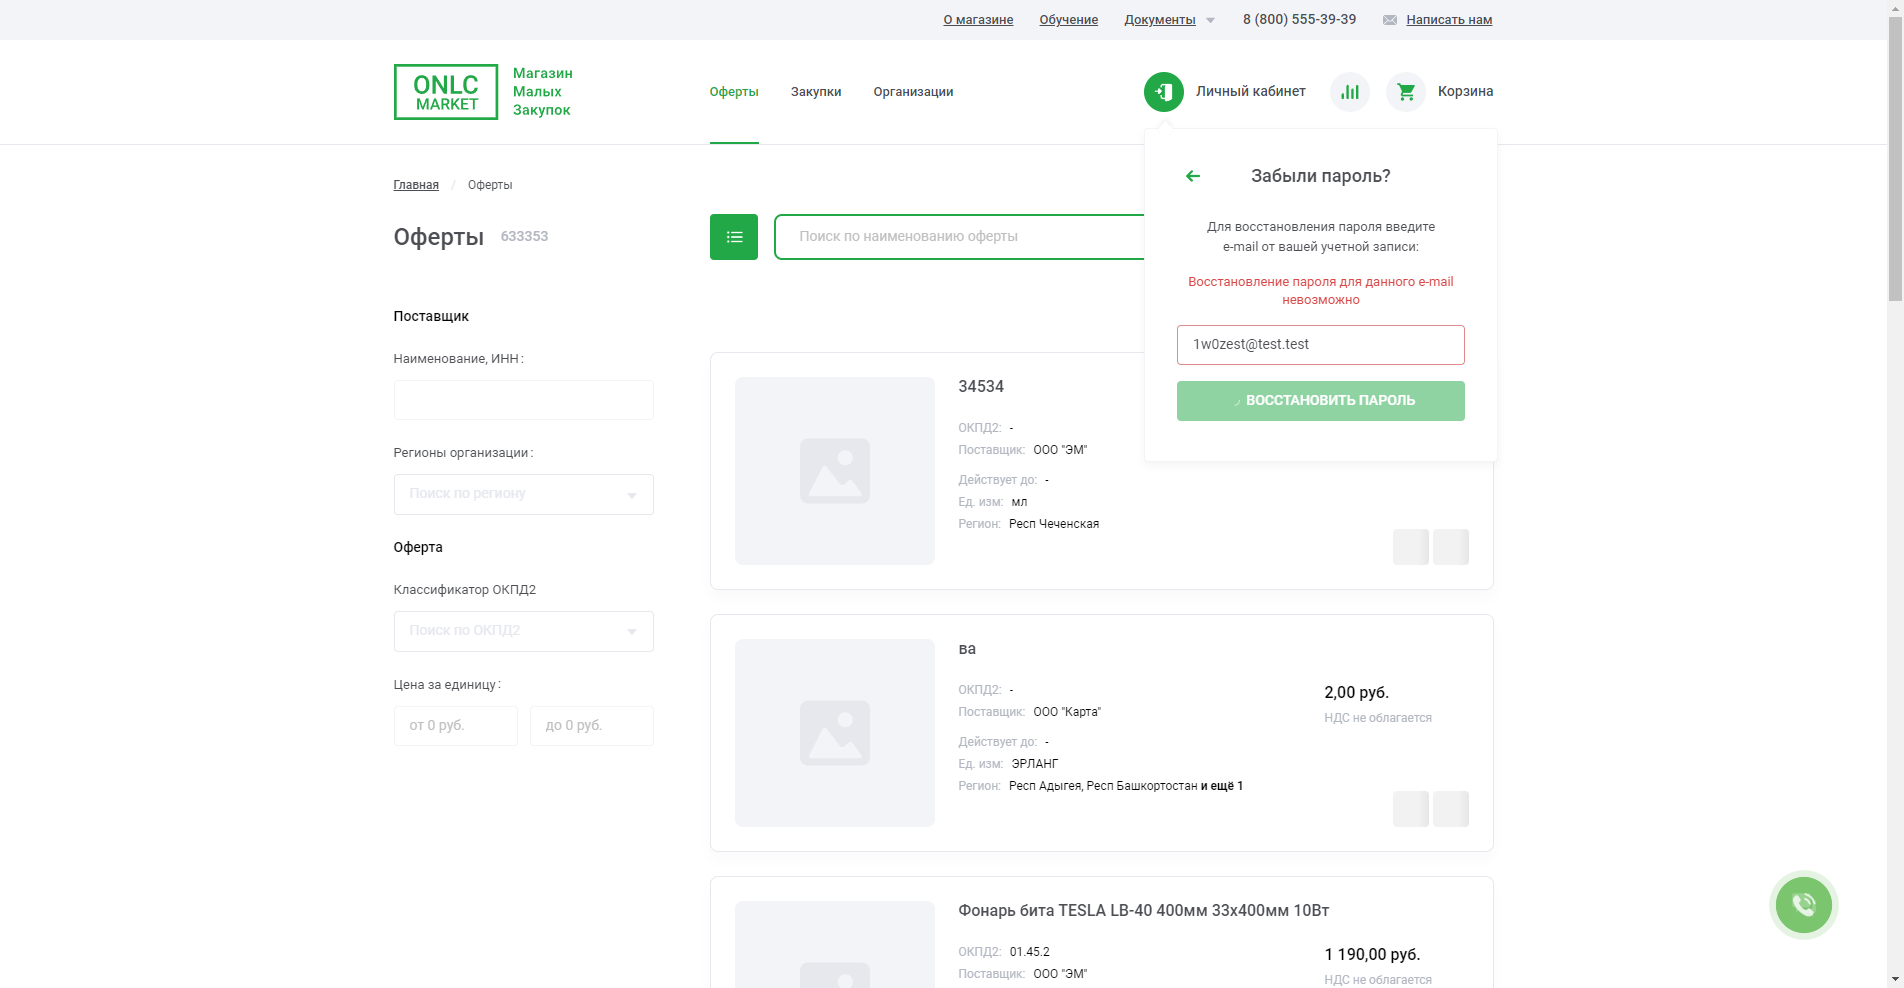 О магазине
Обучение
Документы
8 (800) 555-39-39
Написать нам
ONLC
MARKET
Магазин
Малых
Закупок
Оферты
Закупки
Организации
Личный кабинет
Корзина
Главная / Оферты
Оферты 633353
Поиск по наименованию оферты
Забыли пароль?
Для восстановления пароля введите
e-mail от вашей учетной записи:
Восстановление пароля для данного e-mail
невозможно
1w0zest@test.test
ВОССТАНОВИТЬ ПАРОЛЬ
Поставщик
Наименование, ИНН:
Регионы организации:
Поиск по региону
Оферта
Классификатор ОКПД2
Поиск по ОКПД2
Цена за единицу:
от 0 руб.
до 0 руб.
34534
ОКПД2: -
Поставщик: ООО "ЭМ"
Действует до: -
Ед. изм: мл
Регион: Респ Чеченская
ва
ОКПД2: -
Поставщик: ООО "Карта"
Действует до: -
Ед. изм: ЭРЛАНГ
Регион: Респ Адыгея, Респ Башкортостан и ещё 1
2,00 руб.
НДС не облагается
Фонарь бита TESLA LB-40 400мм 33х400мм 10Вт
ОКПД2: 01.45.2
Поставщик: ООО "ЭМ"
1 190,00 руб.
НДС не облагается